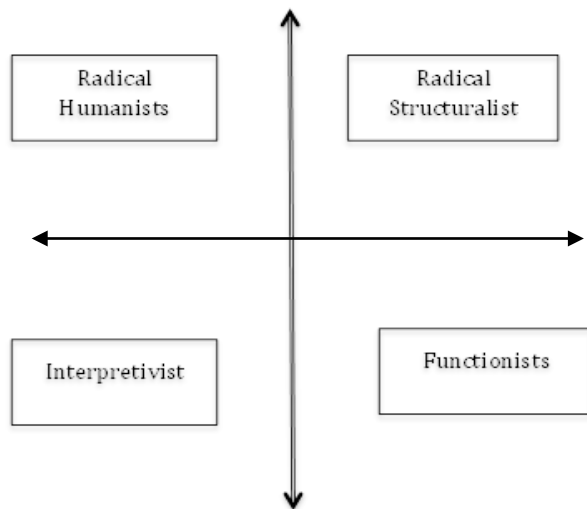 Radical
Humanists
Radical
Structuralist
Interpretivist
Functionists